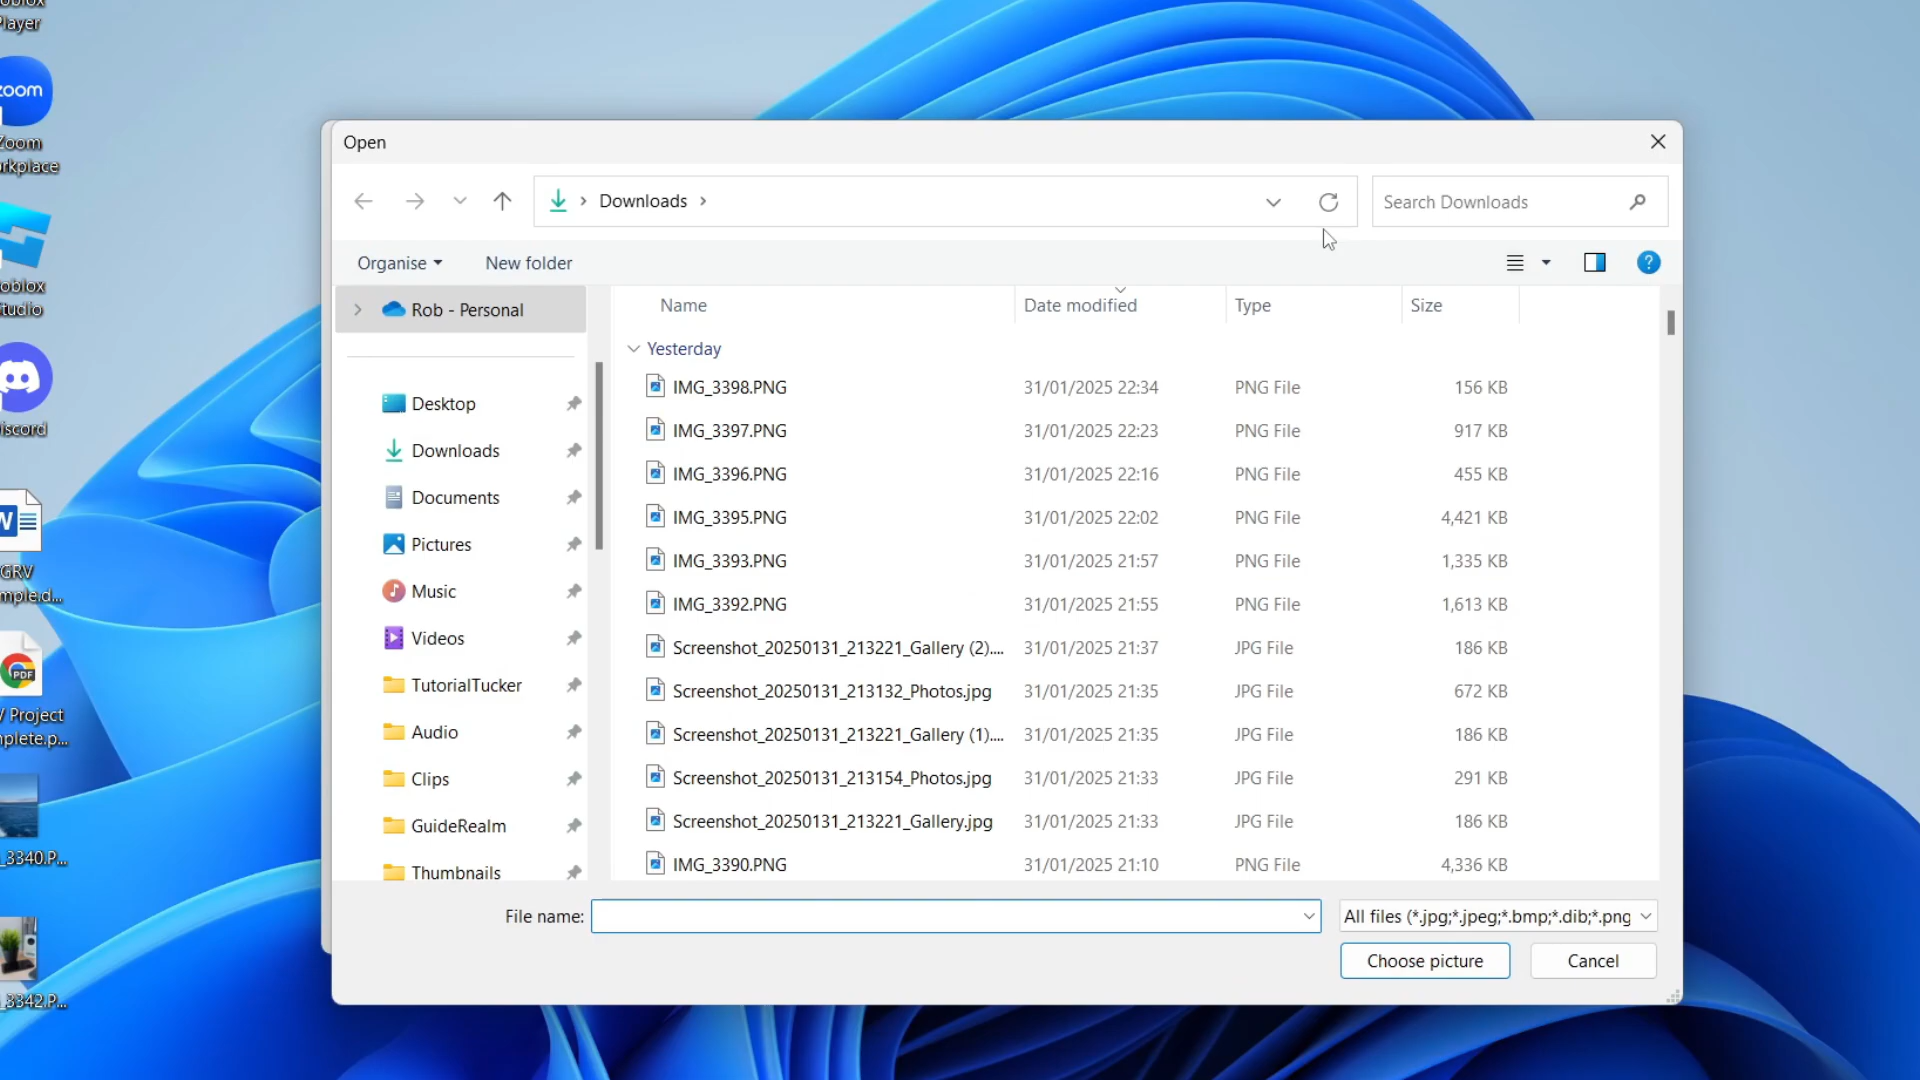 Player
zoom
Zoom
rkplace
oblox
tudio
iscord
W
GRV
mple.d...
PDF
/ Project
nplete.p...
_3340.P...
_3342.P...
Open
Downloads
Search Downloads
Organise
New folder
?
Rob - Personal
Desktop
Downloads
Documents
Pictures
Music
Videos
TutorialTucker
Audio
Clips
GuideRealm
Thumbnails
Name Date modified Type Size
Yesterday
IMG_3398.PNG 31/01/2025 22:34 PNG File 156 KB
IMG_3397.PNG 31/01/2025 22:23 PNG File 917 KB
IMG_3396.PNG 31/01/2025 22:16 PNG File 455 KB
IMG_3395.PNG 31/01/2025 22:02 PNG File 4,421 KB
IMG_3393.PNG 31/01/2025 21:57 PNG File 1,335 KB
IMG_3392.PNG 31/01/2025 21:55 PNG File 1,613 KB
Screenshot_20250131_213221_Gallery (2).... 31/01/2025 21:37 JPG File 186 KB
Screenshot_20250131_213132_Photos.jpg 31/01/2025 21:35 JPG File 672 KB
Screenshot_20250131_213221_Gallery (1).... 31/01/2025 21:35 JPG File 186 KB
Screenshot_20250131_213154_Photos.jpg 31/01/2025 21:33 JPG File 291 KB
Screenshot_20250131_213221_Gallery.jpg 31/01/2025 21:33 JPG File 186 KB
IMG_3390.PNG 31/01/2025 21:10 PNG File 4,336 KB
File name:
All files (*.jpg;*.jpeg;*.bmp;*.dib;*.png
Choose picture
Cancel